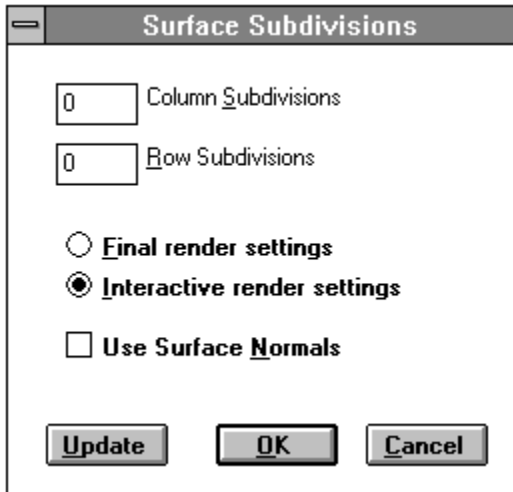 Surface Subdivisions
0 Column Subdivisions
0 Row Subdivisions
Final render settings
Interactive render settings
Use Surface Normals
Update OK Cancel